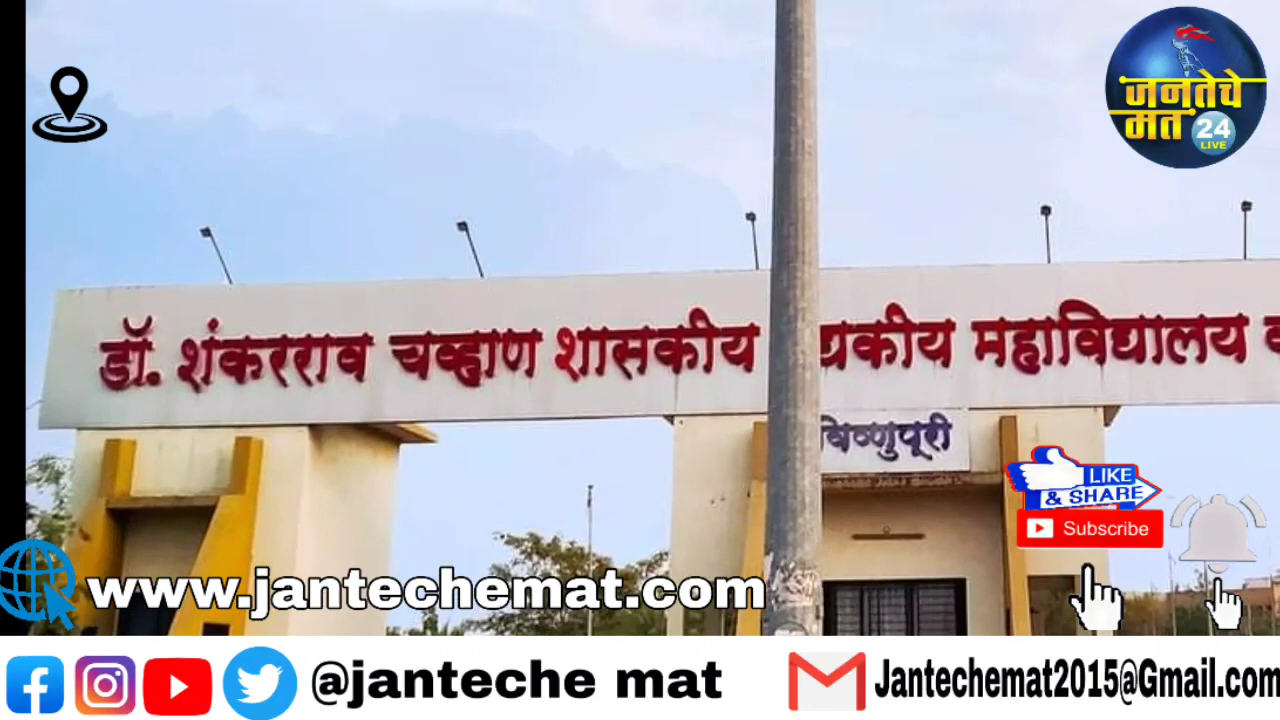 जनतेचे
मत 24
LIVE
डॉ. शंकरराव चव्हाण शासकीय महाविद्यालय
विष्णुपूरी
LIKE
& SHARE
Subscribe
www.jantechemat.com
@janteche mat
Jantechemat2015@Gmail.com